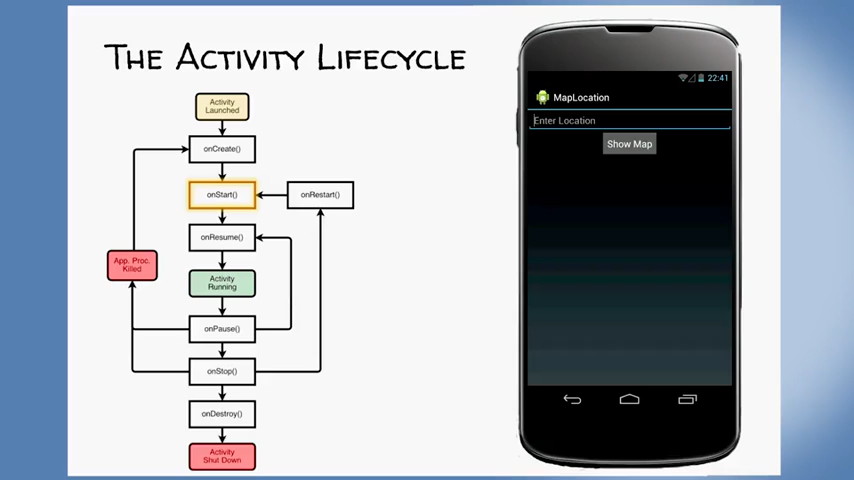 The Activity Lifecycle
Activity
Launched
onCreate()
onStart()
onRestart()
onResume()
App. Proc.
Killed
Activity
Running
onPause()
onStop()
onDestroy()
Activity
Shut Down
22:41
MapLocation
Enter Location
Show Map